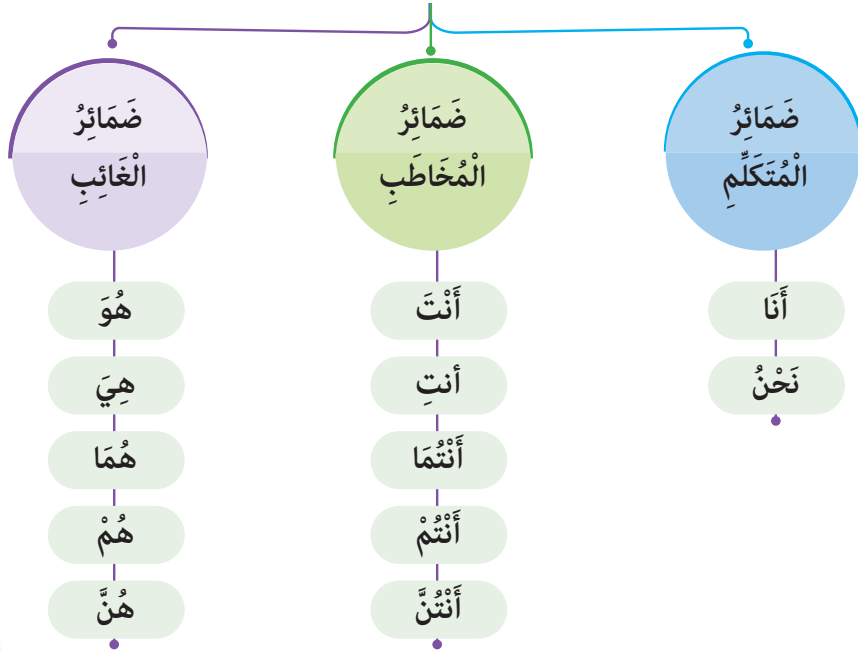 ضَمَائِرُ
الْمُتَكَلِّمِ
أَنَا
نَحْنُ
ضَمَائِرُ
الْمُخَاطَبِ
أَنْتَ
أنتِ
أَنْتُمَا
أَنْتُمْ
أَنْتُنَّ
ضَمَائِرُ
الْغَائِبِ
هُوَ
هِيَ
هُمَا
هُمْ
هُنَّ